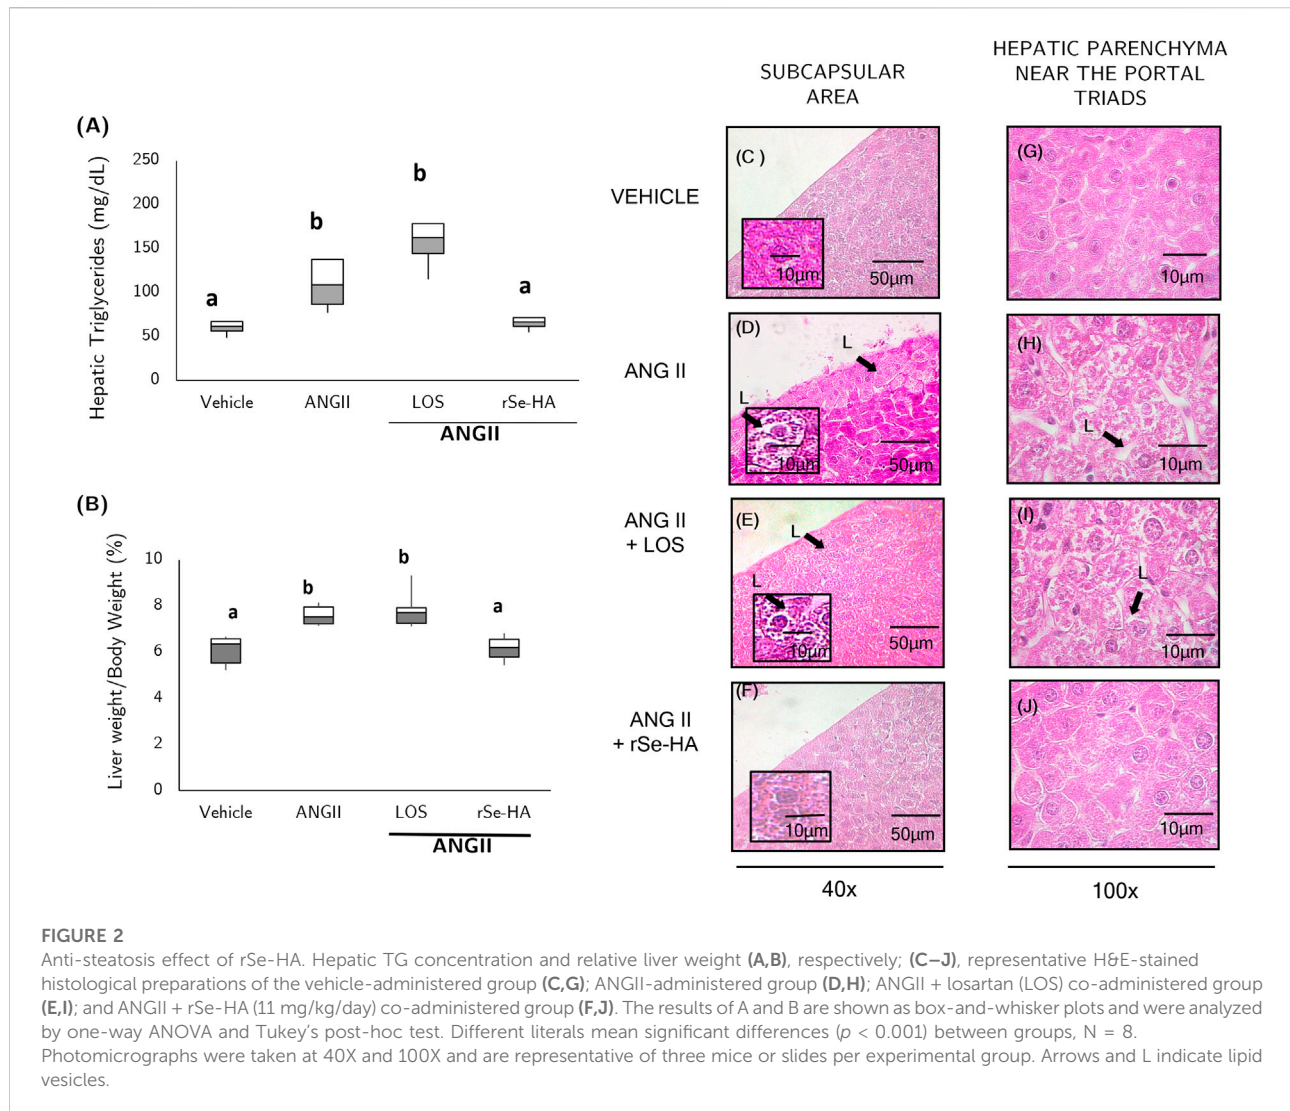 (A)
Hepatic Triglycerides (mg/dL)
250
200
150
100
50
0
a
b
b
a
Vehicle ANGII LOS rSe-HA
ANGII
(B)
Liver weight/Body Weight (%)
10
8
6
4
2
0
a
b
b
a
Vehicle ANGII LOS rSe-HA
ANGII
SUBCAPSULAR
AREA
HEPATIC PARENCHYMA
NEAR THE PORTAL
TRIADS
VEHICLE
(C )
10µm
50µm
(G)
10µm
ANG II
(D)
L
L
10µm
50µm
(H)
L
10µm
ANG II
+ LOS
(E)
L
L
10µm
50µm
(I)
L
10µm
ANG II
+ rSe-HA
(F)
10µm
50µm
(J)
10µm
40x
100x
FIGURE 2
Anti-steatosis effect of rSe-HA. Hepatic TG concentration and relative liver weight (A,B), respectively; (C–J), representative H&E-stained
histological preparations of the vehicle-administered group (C,G); ANGII-administered group (D,H); ANGII + losartan (LOS) co-administered group
(E,I); and ANGII + rSe-HA (11 mg/kg/day) co-administered group (F,J). The results of A and B are shown as box-and-whisker plots and were analyzed
by one-way ANOVA and Tukey's post-hoc test. Different literals mean significant differences (p < 0.001) between groups, N = 8.
Photomicrographs were taken at 40X and 100X and are representative of three mice or slides per experimental group. Arrows and L indicate lipid
vesicles.